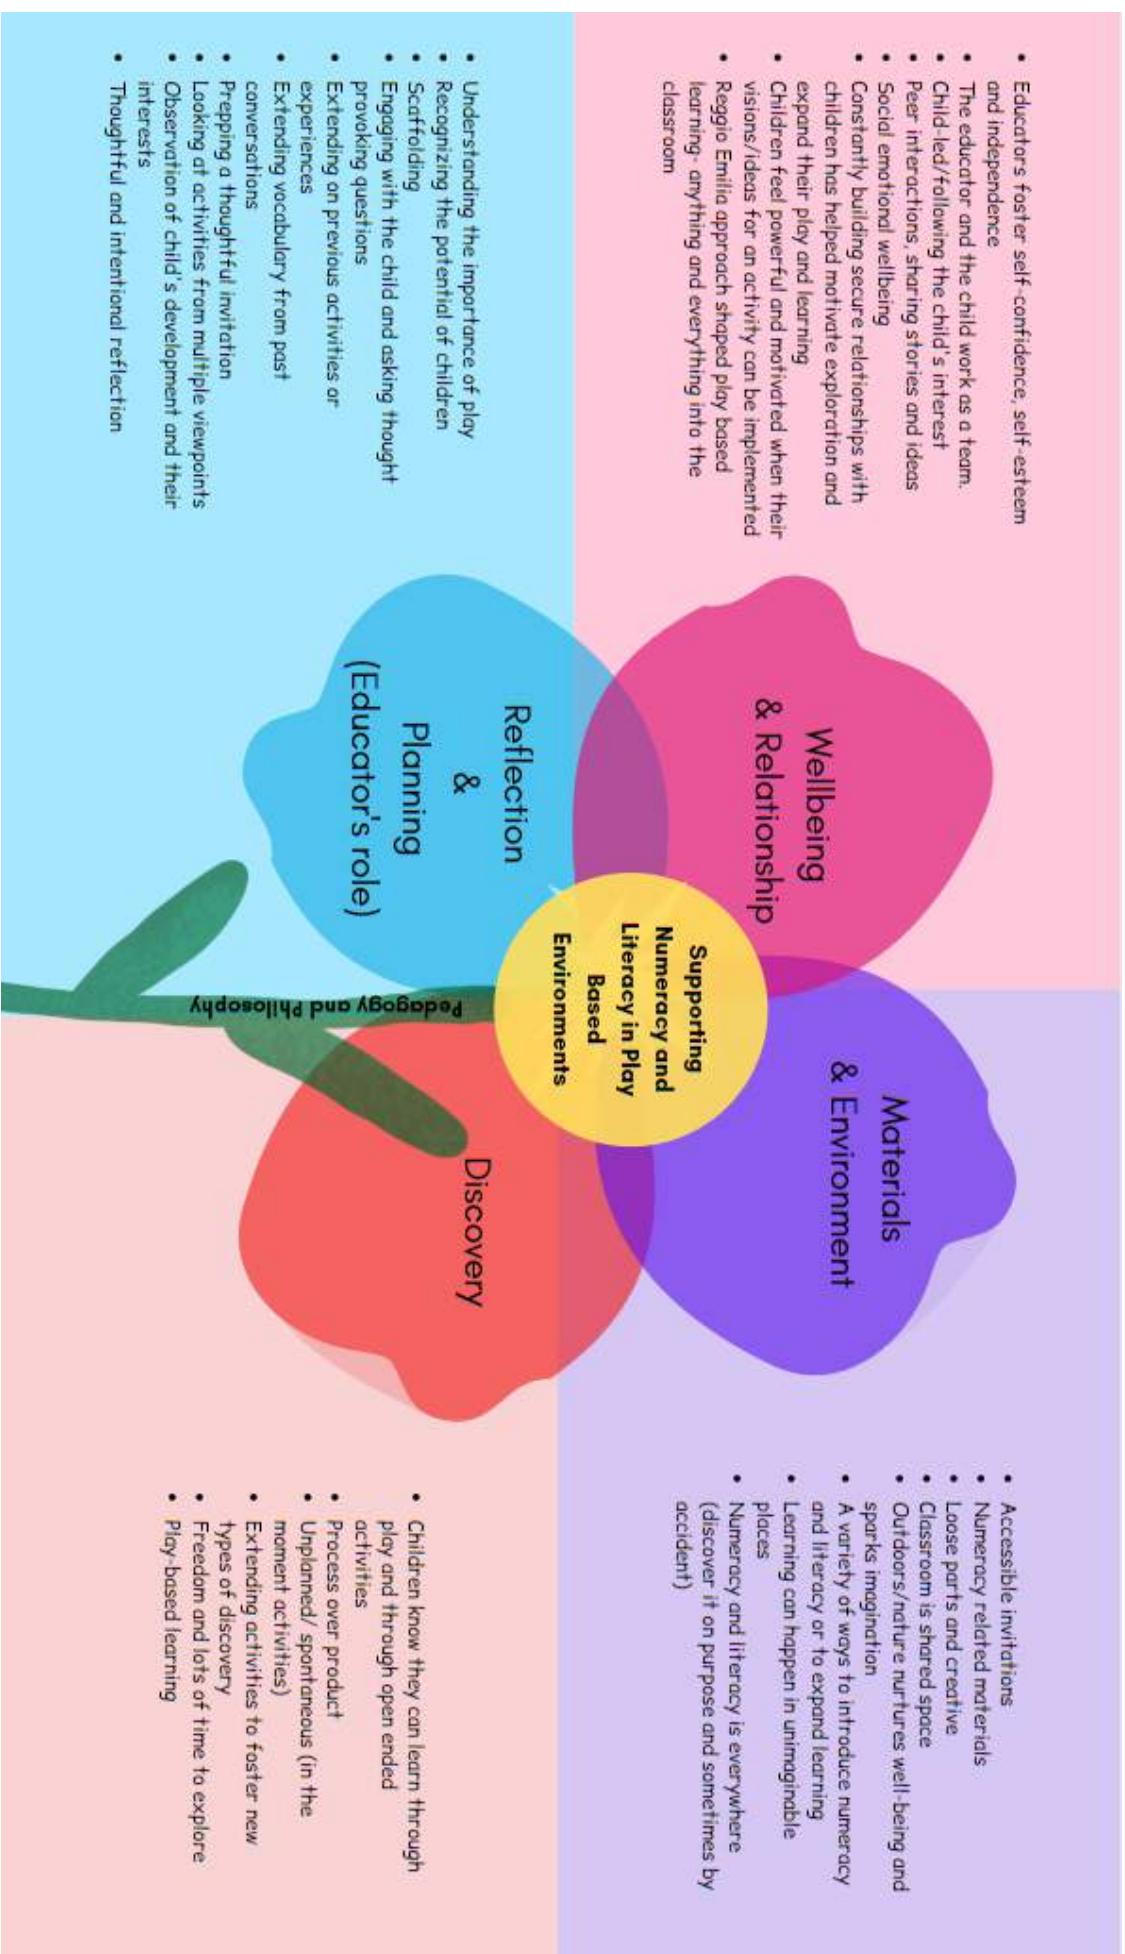 • Educators foster self-confidence, self-esteem
and independence
• The educator and the child work as a team.
• Child-led/following the child's interest
• Peer interactions, sharing stories and ideas
• Social emotional wellbeing
• Constantly building secure relationships with
children has helped motivate exploration and
expand their play and learning
• Children feel powerful and motivated when their
visions/ideas for an activity can be implemented
• Reggio Emilia approach shaped play based
learning- anything and everything into the
classroom
Wellbeing
& Relationship
Materials
& Environment
• Accessible invitations
• Numeracy related materials
• Loose parts and creative
• Classroom is shared space
• Outdoors/nature nurtures well-being and
sparks imagination
• A variety of ways to introduce numeracy
and literacy or to expand learning
• Learning can happen in unimaginable
places
• Numeracy and literacy is everywhere
(discover it on purpose and sometimes by
accident)
Supporting
Numeracy and
Literacy in Play
Based
Environments
• Understanding the importance of play
• Recognizing the potential of children
• Scaffolding
• Engaging with the child and asking thought
provoking questions
• Extending on previous activities or
experiences
• Extending vocabulary from past
conversations
• Prepping a thoughtful invitation
• Looking at activities from multiple viewpoints
• Observation of child's development and their
interests
• Thoughtful and intentional reflection
Reflection
&
Planning
(Educator's role)
Pedagogy and Philosophy
Discovery
• Children know they can learn through
play and through open ended
activities
• Process over product
• Unplanned/ spontaneous (in the
moment activities)
• Extending activities to foster new
types of discovery
• Freedom and lots of time to explore
• Play-based learning